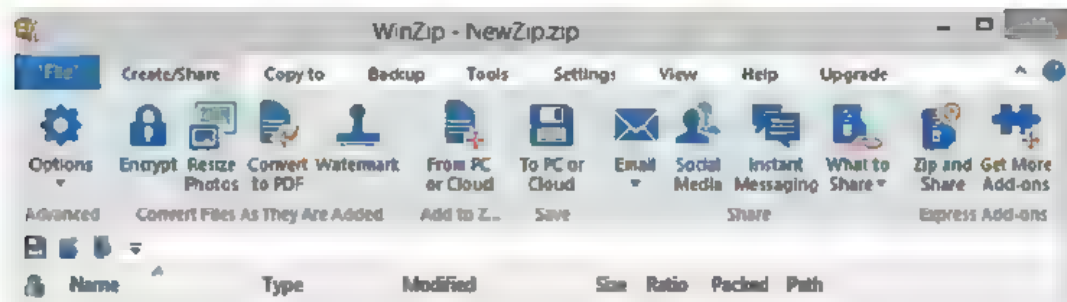 WinZip - NewZip.zip
File Create/Share Copy to Backup Tools Settings View Help Upgrade
Options Encrypt Resize Photos Convert to PDF Watermark From PC or Cloud To PC or Cloud Email Social Media Instant Messaging What to Share Zip and Share Get More Add-ons
Advanced Convert Files As They Are Added Add to Z... Save Share Express Add-ons
Name Type Modified Size Ratio Packed Path